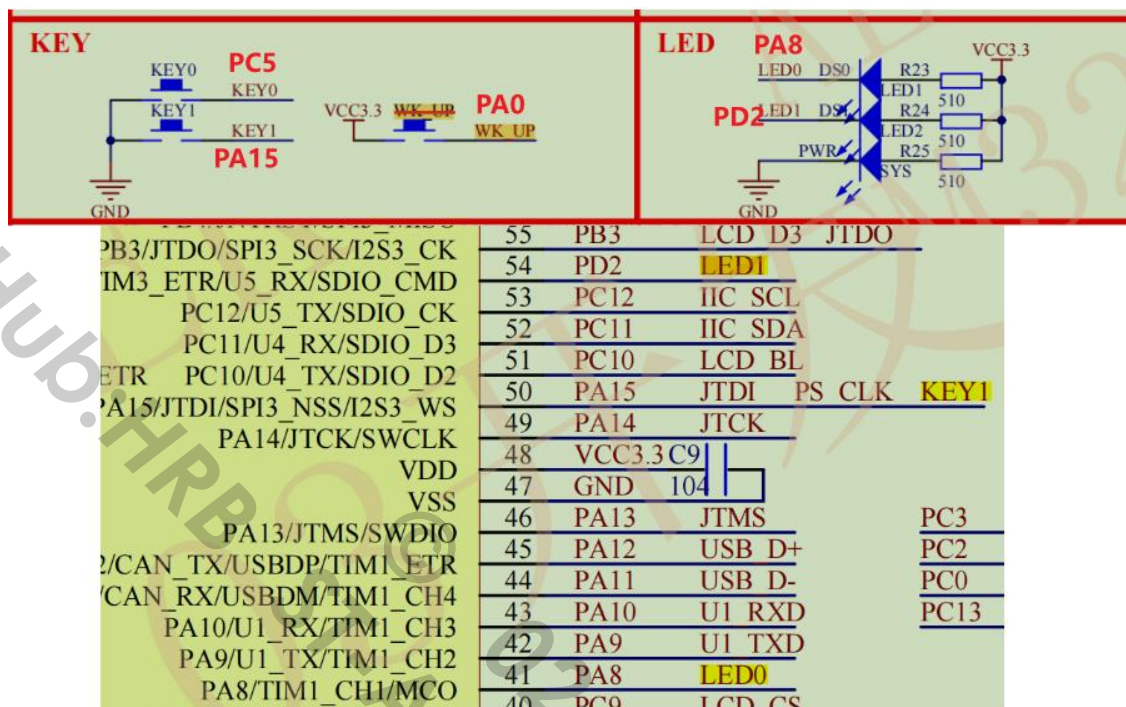 KEY
PC5
KEY0
KEY0
KEY1
KEY1
PA15
VCC3.3
WK_UP
PA0
WK_UP
GND
LED
PA8
VCC3.3
LED0 DS0 R23
LED1
510
PD2
LED1 R24
LED2
510
PWR R25
SYS
510
GND
PB3/JTDO/SPI3_SCK/I2S3_CK 55 PB3 LCD_D3 JTDO
TIM3_ETR/U5_RX/SDIO_CMD 54 PD2 LED1
PC12/U5_TX/SDIO_CK 53 PC12 IIC_SCL
PC11/U4_RX/SDIO_D3 52 PC11 IIC_SDA
ETR PC10/U4_TX/SDIO_D2 51 PC10 LCD_BL
PA15/JTDI/SPI3_NSS/I2S3_WS 50 PA15 JTDI PS_CLK KEY1
PA14/JTCK/SWCLK 49 PA14 JTCK
VDD 48 VCC3.3 C9
VSS 47 GND 104
PA13/JTMS/SWDIO 46 PA13 JTMS PC3
/CAN_TX/USBDP/TIM1_ETR 45 PA12 USB_D+ PC2
/CAN_RX/USBDM/TIM1_CH4 44 PA11 USB_D- PC0
PA10/U1_RX/TIM1_CH3 43 PA10 U1_RXD PC13
PA9/U1_TX/TIM1_CH2 42 PA9 U1_TXD
PA8/TIM1_CH1/MCO 41 PA8 LED0
40 PC9 LCD_CS